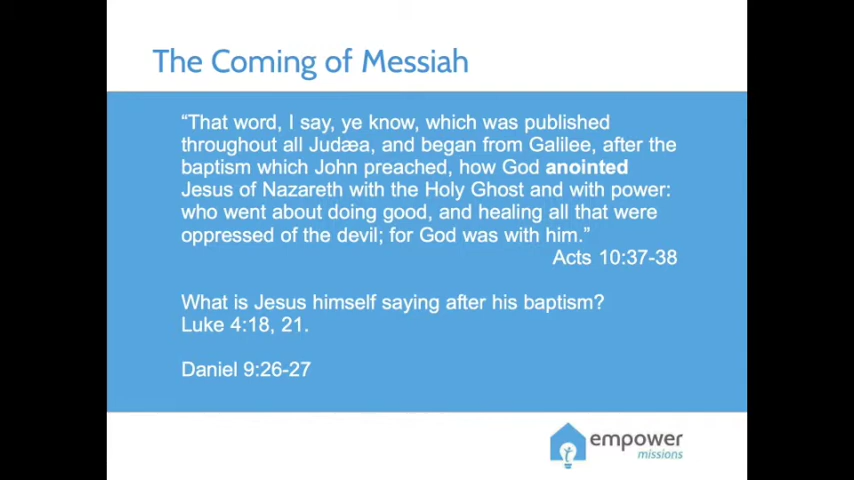 The Coming of Messiah
“That word, I say, ye know, which was published
throughout all Judæa, and began from Galilee, after the
baptism which John preached, how God anointed
Jesus of Nazareth with the Holy Ghost and with power:
who went about doing good, and healing all that were
oppressed of the devil; for God was with him.”
Acts 10:37-38
What is Jesus himself saying after his baptism?
Luke 4:18, 21.
Daniel 9:26-27
empower
missions